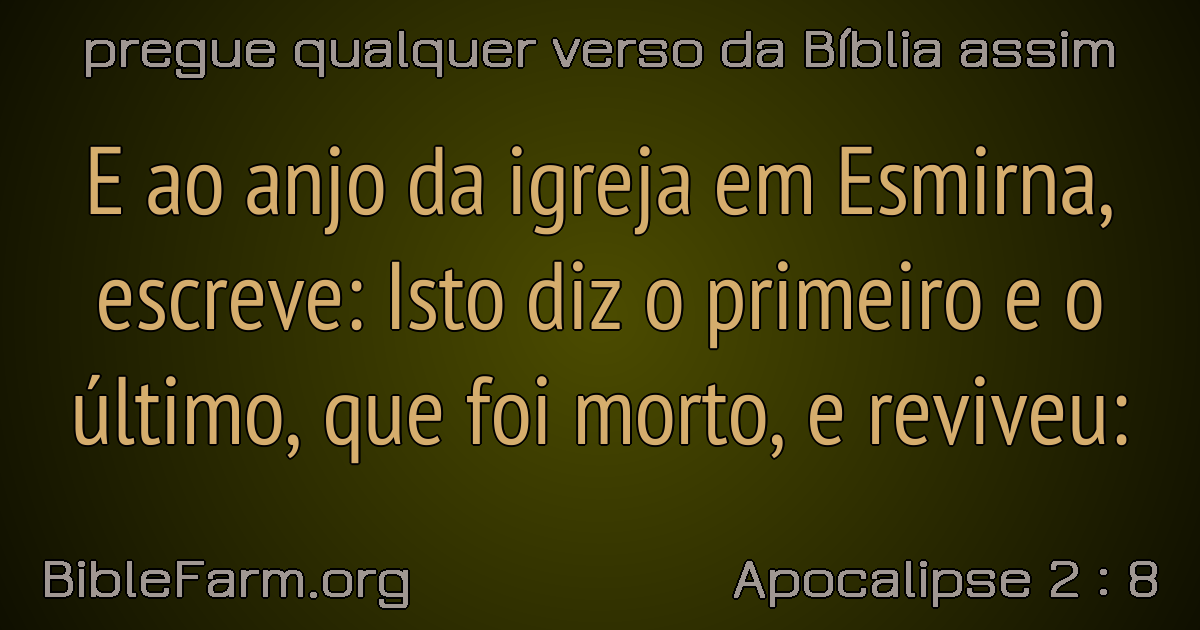 pregue qualquer verso da Bíblia assim
E ao anjo da igreja em Esmirna,
escreve: Isto diz o primeiro e o
último, que foi morto, e reviveu:
BibleFarm.org
Apocalipse 2 : 8